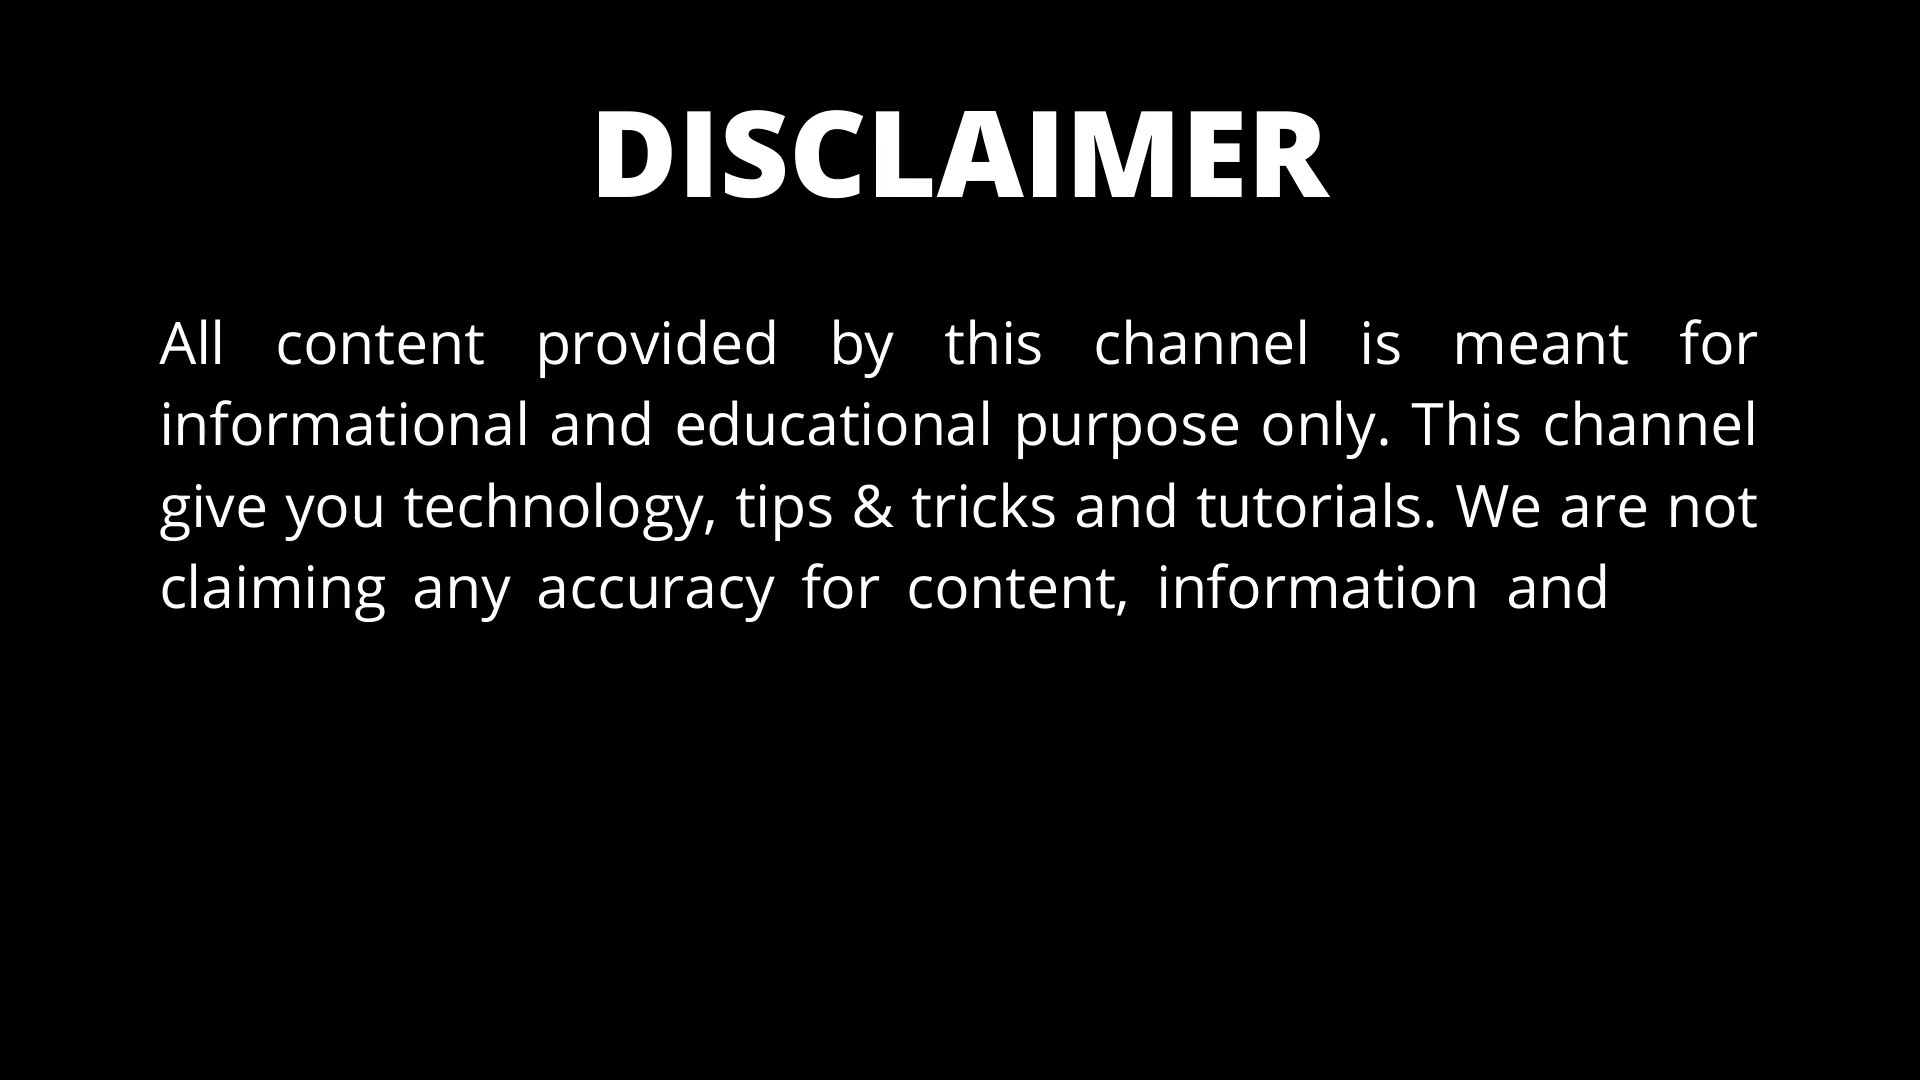 DISCLAIMER
All content provided by this channel is meant for
informational and educational purpose only. This channel
give you technology, tips & tricks and tutorials. We are not
claiming any accuracy for content, information and